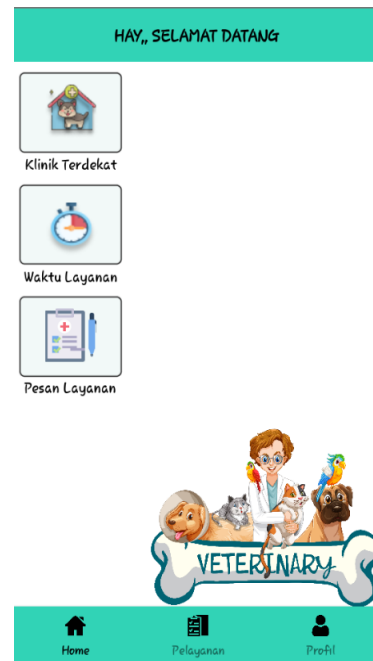 HAY,, SELAMAT DATANG
Klinik Terdekat
Waktu Layanan
Pesan Layanan
VETERINARY
Home
Pelayanan
Profil